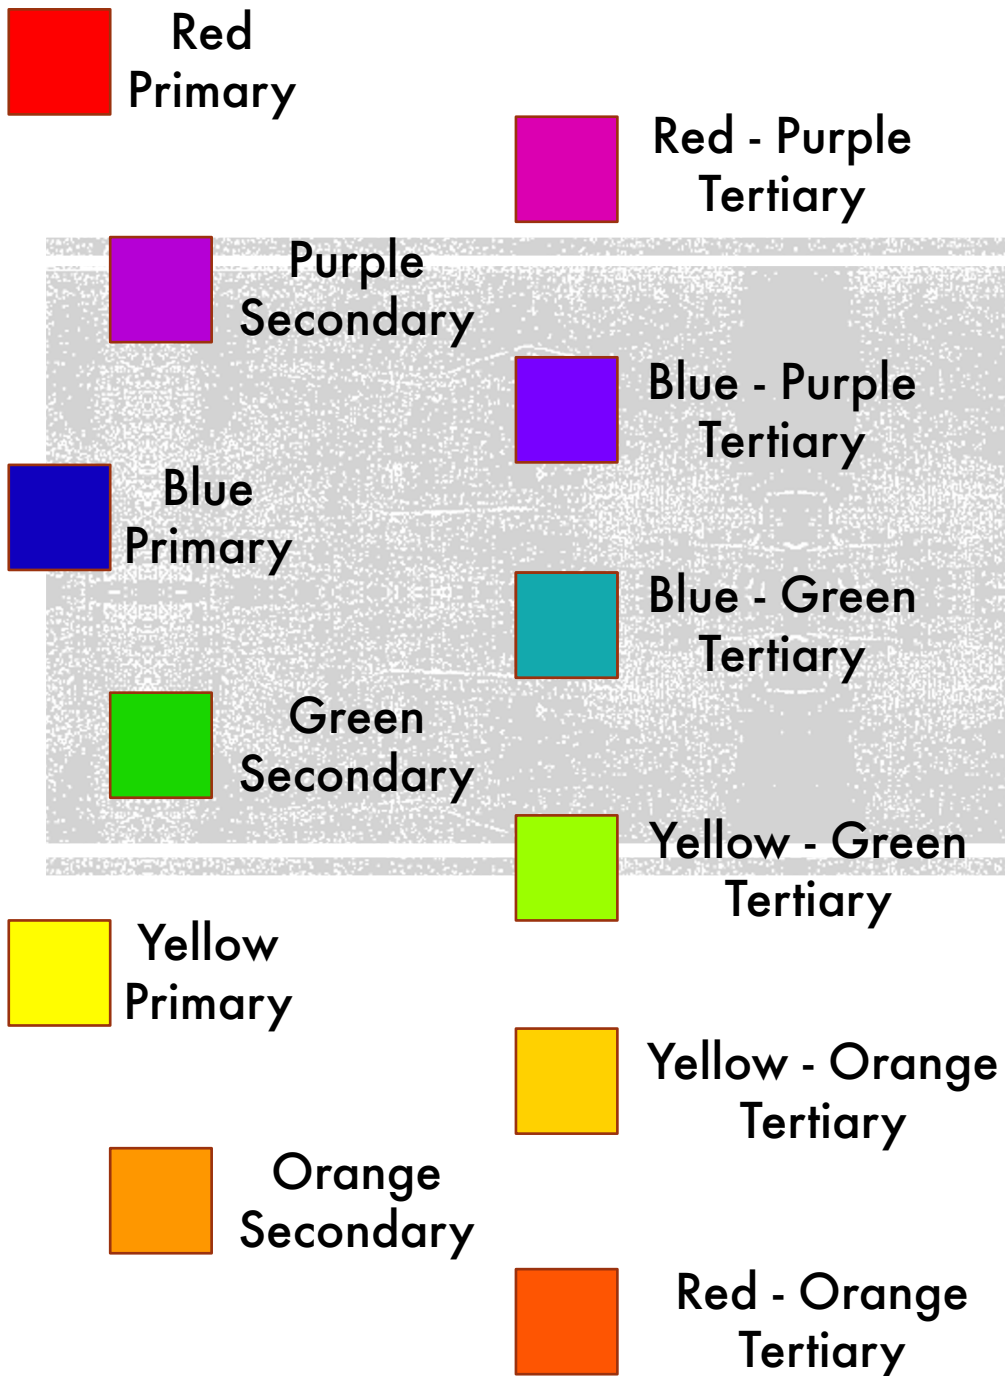 Red
Primary
Red - Purple
Tertiary
Purple
Secondary
Blue - Purple
Tertiary
Blue
Primary
Blue - Green
Tertiary
Green
Secondary
Yellow - Green
Tertiary
Yellow
Primary
Yellow - Orange
Tertiary
Orange
Secondary
Red - Orange
Tertiary